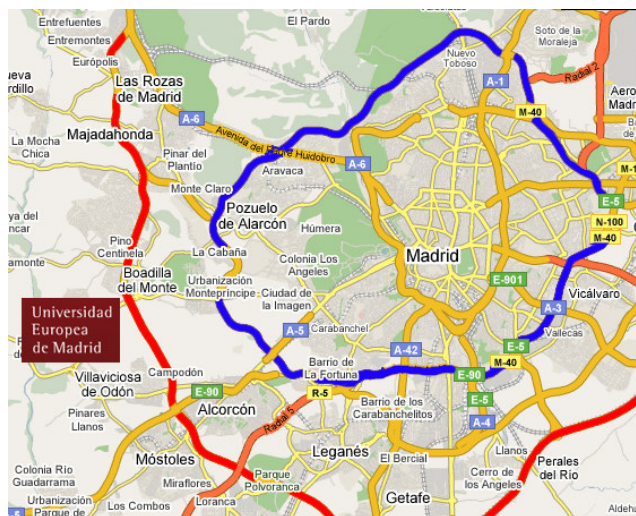 Entrefuentes
El Pardo
Soto de la
Moraleja
Entremontes
Nuevo
Toboso
Európolis
A-1
Radial 2
Las Rozas
de Madrid
M-40
A-6
Majadahonda
Avenida del Padre Huidobro
La Mocha
Chica
Pinar del
Plantío
A-6
Aravaca
Monte Claro
E-5
Pozuelo
de Alarcón
Húmera
N-100
M-40
Pino
Centinela
La Cabaña
Madrid
Boadilla
del Monte
Colonia Los
Angeles
Urbanización
Montepríncipe
Ciudad de
la Imagen
E-901
Vicálvaro
Universidad
Europea
de Madrid
A-3
A-5
Carabanchel
Vallecas
A-42
E-5
M-40
Campodón
Barrio de
La Fortuna
E-90
Villaviciosa
de Odón
E-90
R-5
E-5
Alcorcón
Barrio de los
Carabanchelitos
Pinares
Llanos
Radial 5
A-4
Leganés
Llanos
Móstoles
El Bercial
Perales
del Río
Colonia Río
Guadarrama
Miraflores
Parque
Polvoranca
Cerro de
los Angeles
Urbanización
Parque de
Los Combos
Loranca
Getafe